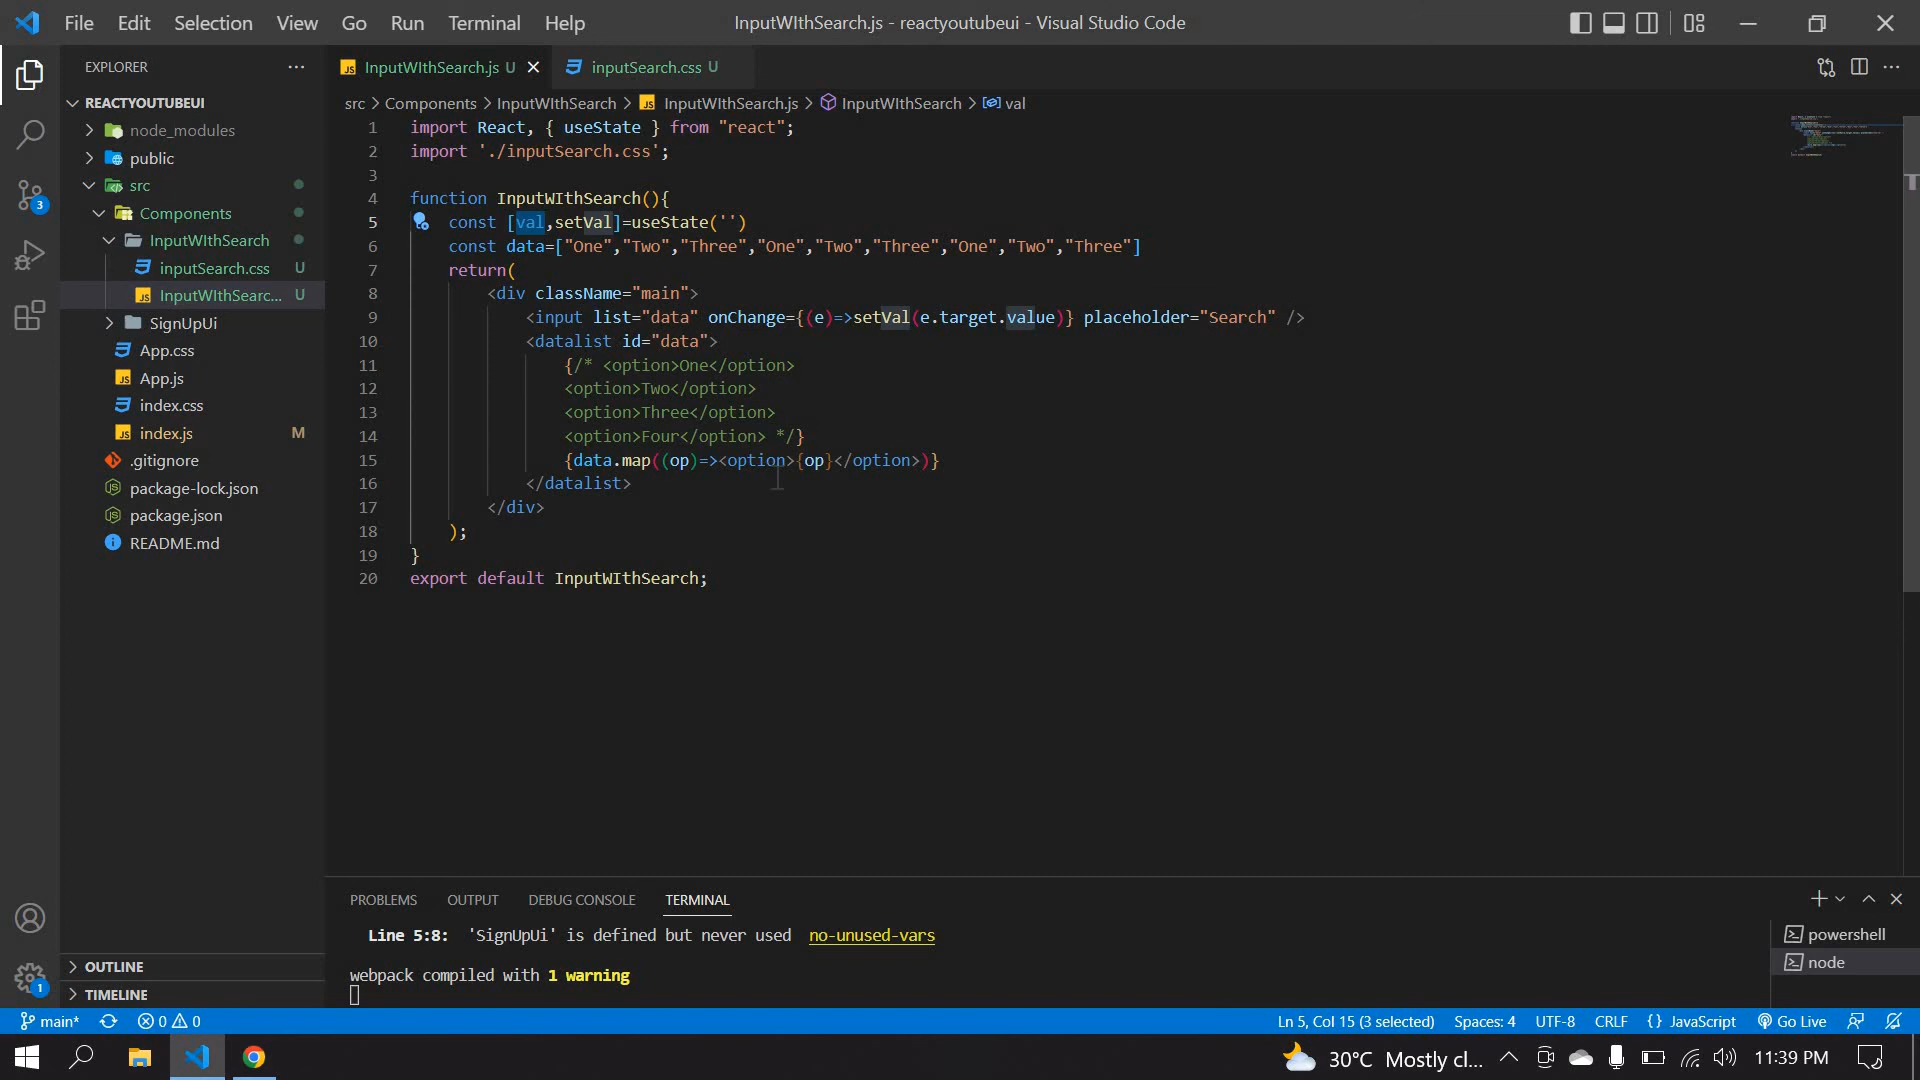 File Edit Selection View Go Run Terminal Help InputWIthSearch.js - reactyoutubeui - Visual Studio Code
EXPLORER
InputWIthSearch.js U
inputSearch.css U
REACTYOUTUBEUI
src > Components > InputWIthSearch > InputWIthSearch.js > InputWIthSearch > val
node_modules
public
src
Components
InputWIthSearch
inputSearch.css U
InputWIthSearc... U
SignUpUi
App.css
App.js
index.css
index.js M
.gitignore
package-lock.json
package.json
README.md
OUTLINE
TIMELINE
3
1
1 import React, { useState } from "react";
2 import './inputSearch.css';
3
4 function InputWIthSearch(){
5 const [val,setVal]=useState('')
6 const data=["One","Two","Three","One","Two","Three","One","Two","Three"]
7 return(
8 <div className="main">
9 <input list="data" onChange={(e)=>setVal(e.target.value)} placeholder="Search" />
10 <datalist id="data">
11 {/* <option>One</option>
12 <option>Two</option>
13 <option>Three</option>
14 <option>Four</option> */}
15 {data.map((op)=><option>{op}</option>)}
16 </datalist>
17 </div>
18 );
19 }
20 export default InputWIthSearch;
PROBLEMS OUTPUT DEBUG CONSOLE TERMINAL
Line 5:8: 'SignUpUi' is defined but never used no-unused-vars
webpack compiled with 1 warning
powershell
node
main* 0 0 Ln 5, Col 15 (3 selected) Spaces: 4 UTF-8 CRLF {} JavaScript Go Live
30°C Mostly cl... 11:39 PM